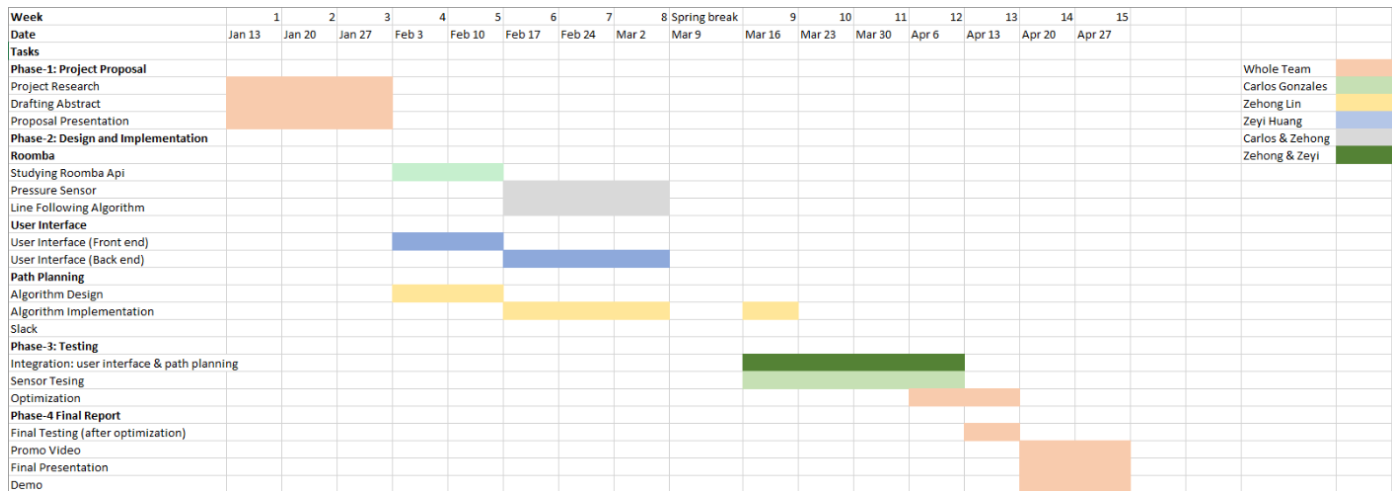 Week 1 2 3 4 5 6 7 8 Spring break 9 10 11 12 13 14 15
Date Jan 13 Jan 20 Jan 27 Feb 3 Feb 10 Feb 17 Feb 24 Mar 2 Mar 9 Mar 16 Mar 23 Mar 30 Apr 6 Apr 13 Apr 20 Apr 27
Tasks
Phase-1: Project Proposal Whole Team
Project Research Carlos Gonzales
Drafting Abstract Zehong Lin
Proposal Presentation Zeyi Huang
Phase-2: Design and Implementation Carlos & Zehong
Roomba Zehong & Zeyi
Studying Roomba Api
Pressure Sensor
Line Following Algorithm
User Interface
User Interface (Front end)
User Interface (Back end)
Path Planning
Algorithm Design
Algorithm Implementation
Slack
Phase-3: Testing
Integration: user interface & path planning
Sensor Tesing
Optimization
Phase-4 Final Report
Final Testing (after optimization)
Promo Video
Final Presentation
Demo